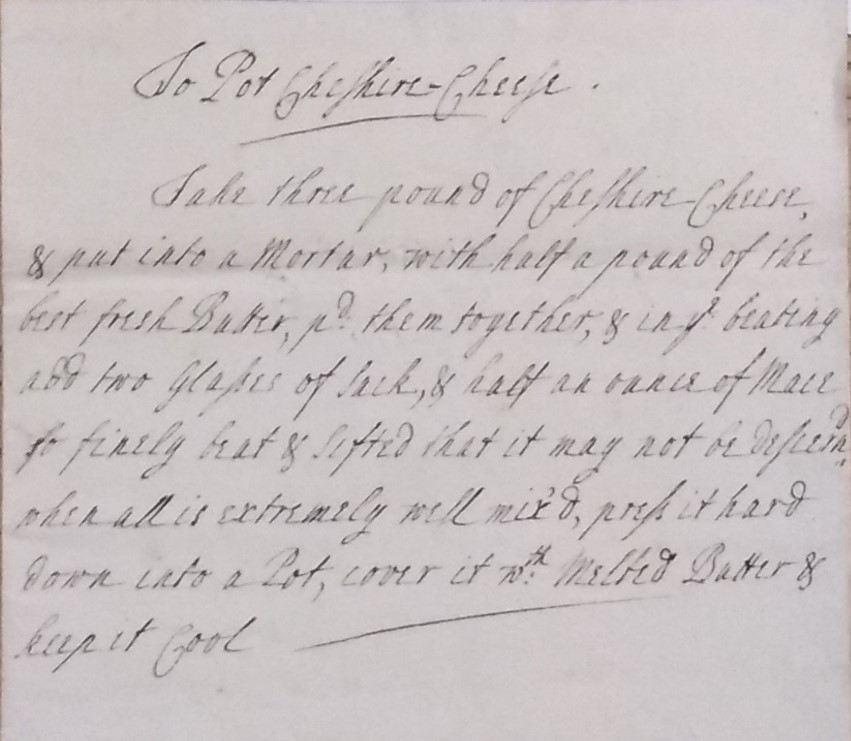 To Pot Cheshire-Cheese.
Take three pound of Cheshire-Cheese,
& put into a Mortar, with half a pound of the
best fresh Butter, pd. them together, & in ye. beating
add two Glasses of Sack, & half an ounce of Mace
so finely beat & sifted that it may not be descern'd,
when all is extremely well mix'd, press it hard
down into a Pot, cover it wth. Melted Butter &
keep it Cool